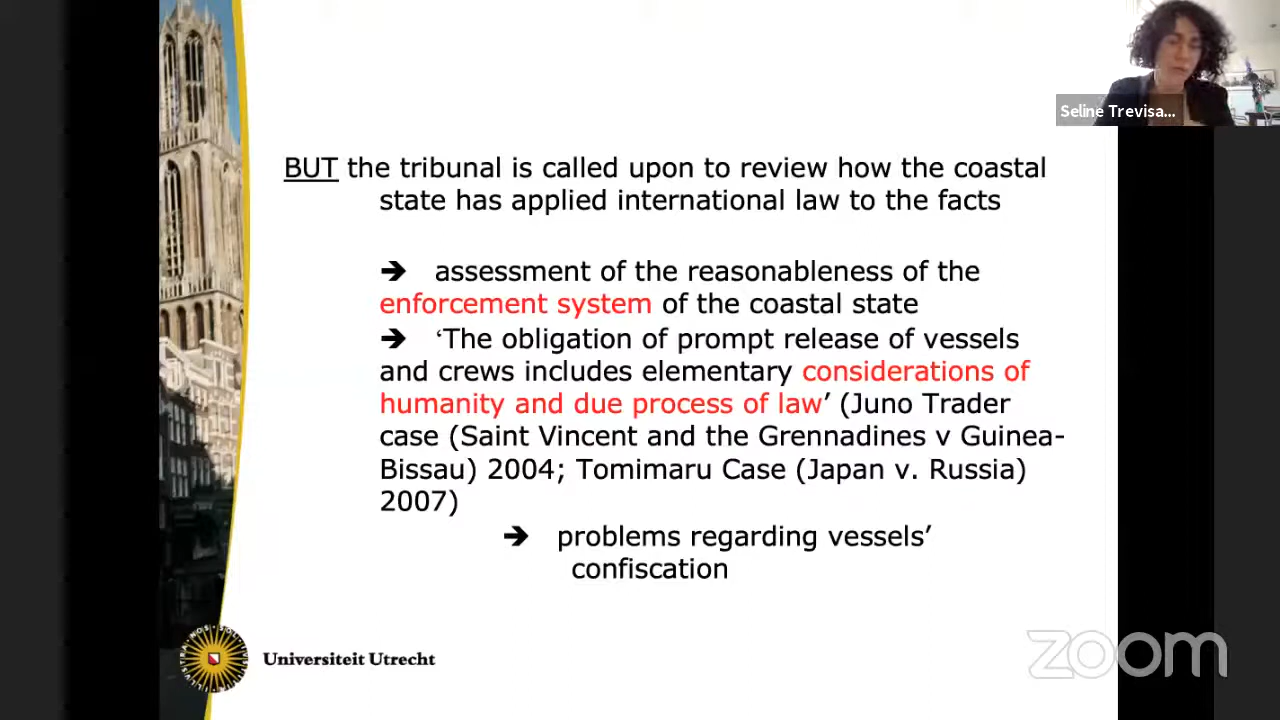 Seline Trevisa...
BUT the tribunal is called upon to review how the coastal
state has applied international law to the facts
➔ assessment of the reasonableness of the
enforcement system of the coastal state
➔ ‘The obligation of prompt release of vessels
and crews includes elementary considerations of
humanity and due process of law’ (Juno Trader
case (Saint Vincent and the Grennadines v Guinea-
Bissau) 2004; Tomimaru Case (Japan v. Russia)
2007)
➔ problems regarding vessels’
confiscation
Universiteit Utrecht
zoom